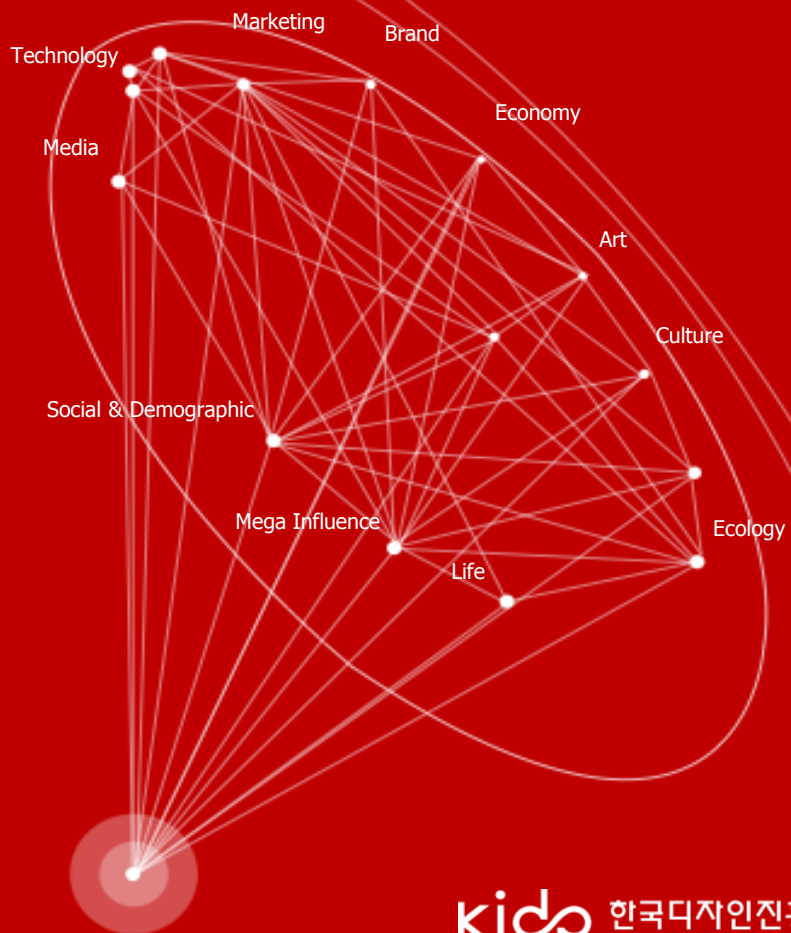 Marketing
Brand
Technology
Economy
Media
Art
Culture
Social & Demographic
Mega Influence
Ecology
Life
kidp 한국디자인진